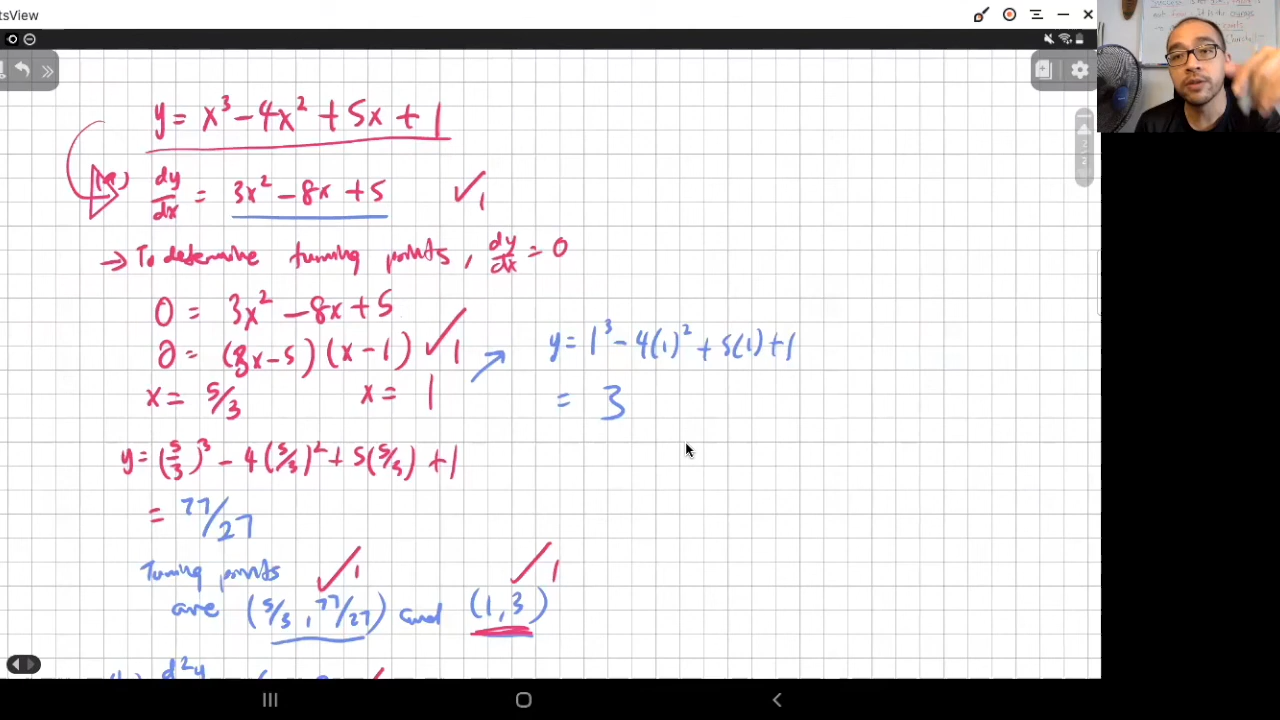 tsView
y = x³ - 4x² + 5x + 1
(a) dy/dx = 3x² - 8x + 5 ✓1
→ To determine turning points, dy/dx = 0
0 = 3x² - 8x + 5
0 = (3x-5)(x-1) ✓1
x = 5/3 x = 1
y = 1³ - 4(1)² + 5(1) + 1
= 3
y = (5/3)³ - 4(5/3)² + 5(5/3) + 1
= 77/27
Turning points ✓1 ✓1
are (5/3, 77/27) and (1, 3)
d²y